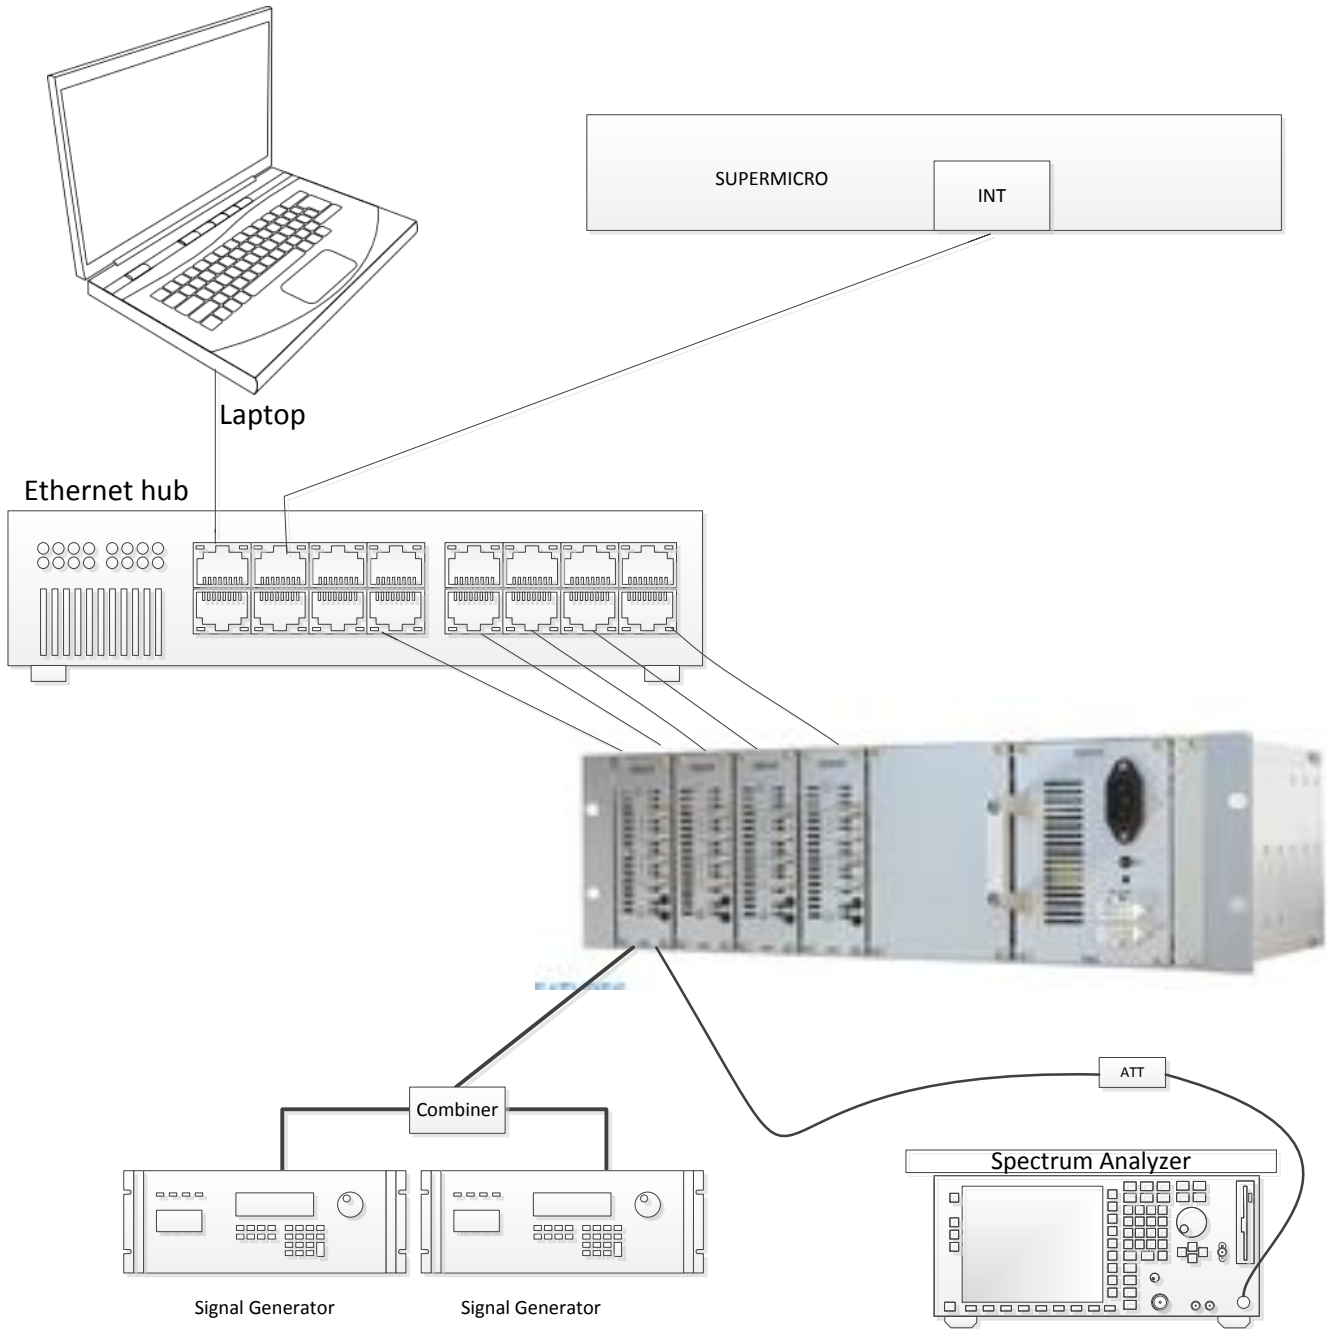 SUPERMICRO
INT
Laptop
Ethernet hub
ATT
Combiner
Spectrum Analyzer
Signal Generator
Signal Generator